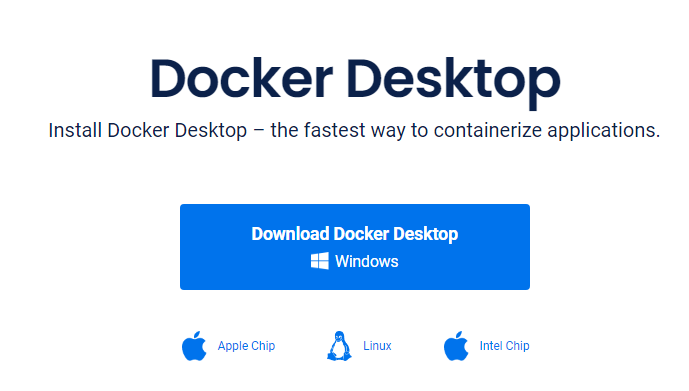 Docker Desktop
Install Docker Desktop – the fastest way to containerize applications.
Download Docker Desktop
Windows
Apple Chip
Linux
Intel Chip